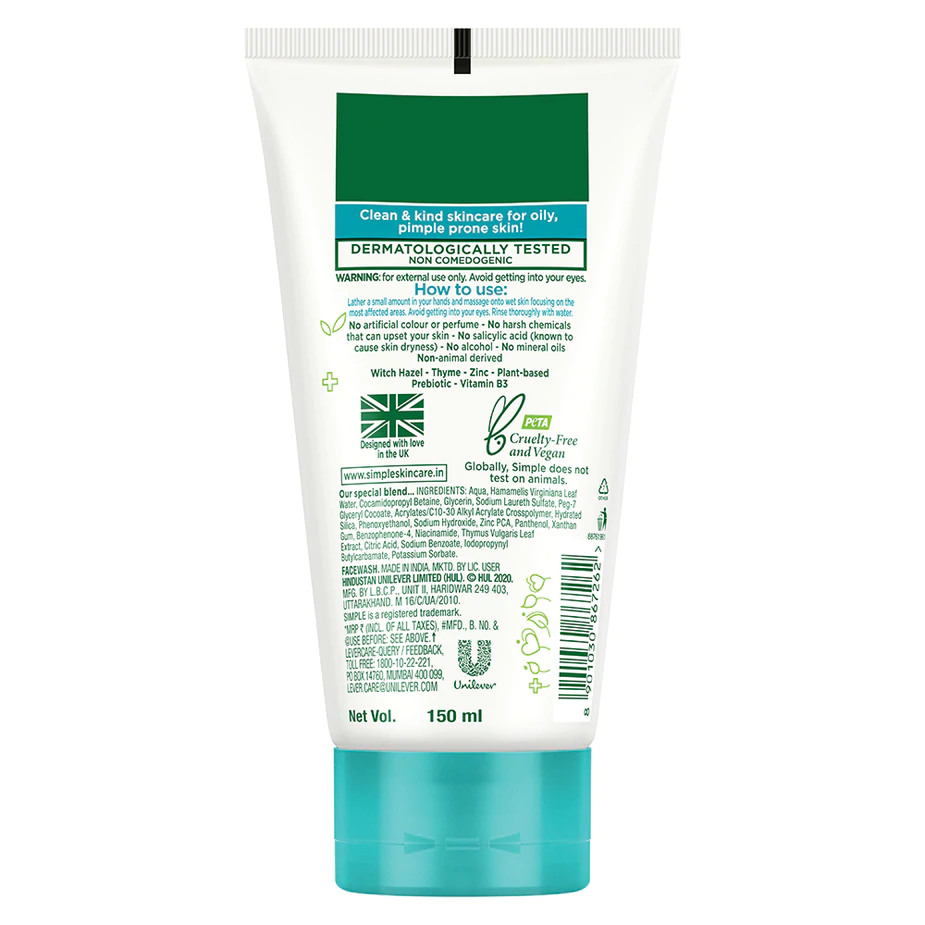 Clean & kind skincare for oily,
pimple prone skin!
DERMATOLOGICALLY TESTED
NON COMEDOGENIC
WARNING: for external use only. Avoid getting into your eyes.
How to use:
Lather a small amount in your hands and massage onto wet skin focusing on the
most affected areas. Avoid getting into your eyes. Rinse thoroughly with water.
No artificial colour or perfume - No harsh chemicals
that can upset your skin - No salicylic acid (known to
cause skin dryness) - No alcohol - No mineral oils
Non-animal derived
Witch Hazel - Thyme - Zinc - Plant-based
Prebiotic - Vitamin B3
Designed with love
in the UK
PeTA
Cruelty-Free
and Vegan
Globally, Simple does not
test on animals.
www.simpleskincare.in
Our special blend... INGREDIENTS: Aqua, Hamamelis Virginiana Leaf
Water, Cocamidopropyl Betaine, Glycerin, Sodium Laureth Sulfate, Peg-7
Glyceryl Cocoate, Acrylates/C10-30 Alkyl Acrylate Crosspolymer, Hydrated
Silica, Phenoxyethanol, Sodium Hydroxide, Zinc PCA, Panthenol, Xanthan
Gum, Benzophenone-4, Niacinamide, Thymus Vulgaris Leaf
Extract, Citric Acid, Sodium Benzoate, Iodopropynyl
Butylcarbamate, Potassium Sorbate.
FACEWASH. MADE IN INDIA. MKTD. BY LIC. USER
HINDUSTAN UNILEVER LIMITED (HUL). © HUL 2020.
MFG. BY L.B.C.P., UNIT II, HARIDWAR 249 403,
UTTARAKHAND. M 16/C/UA/2010.
SIMPLE is a registered trademark.
*MRP ₹ (INCL. OF ALL TAXES), #MFD., B. NO. &
@USE BEFORE: SEE ABOVE.†
LEVERCARE-QUERY / FEEDBACK,
TOLL FREE: 1800-10-22-221,
PO BOX 14760, MUMBAI 400 099,
LEVER.CARE@UNILEVER.COM
Unilever
8 901030 867262 >
Net Vol. 150 ml